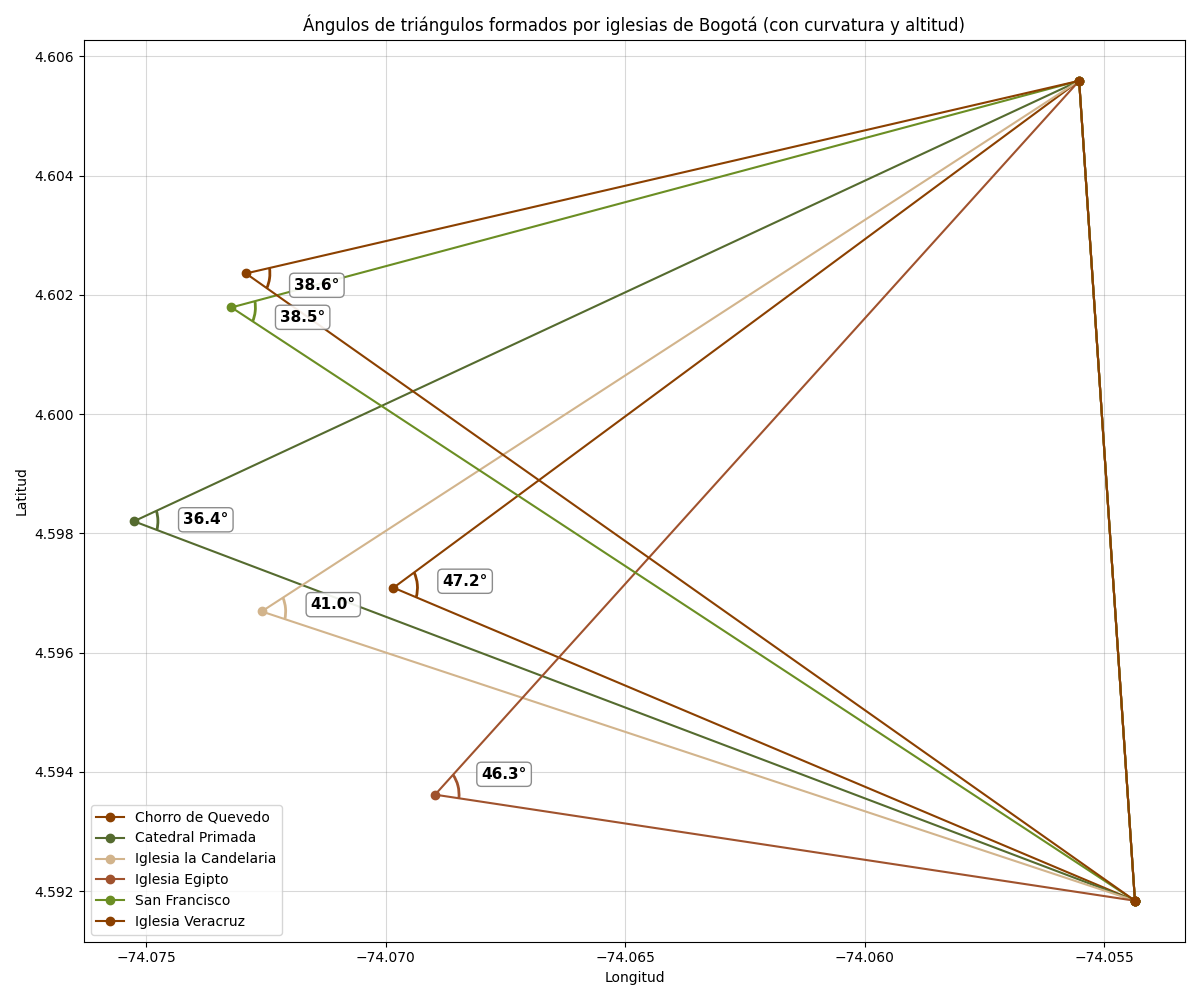 Ángulos de triángulos formados por iglesias de Bogotá (con curvatura y altitud)
4.606
4.604
4.602
4.600
4.598
4.596
4.594
4.592
Latitud
38.6°
38.5°
36.4°
47.2°
41.0°
46.3°
Chorro de Quevedo
Catedral Primada
Iglesia la Candelaria
Iglesia Egipto
San Francisco
Iglesia Veracruz
−74.075
−74.070
−74.065
−74.060
−74.055
Longitud